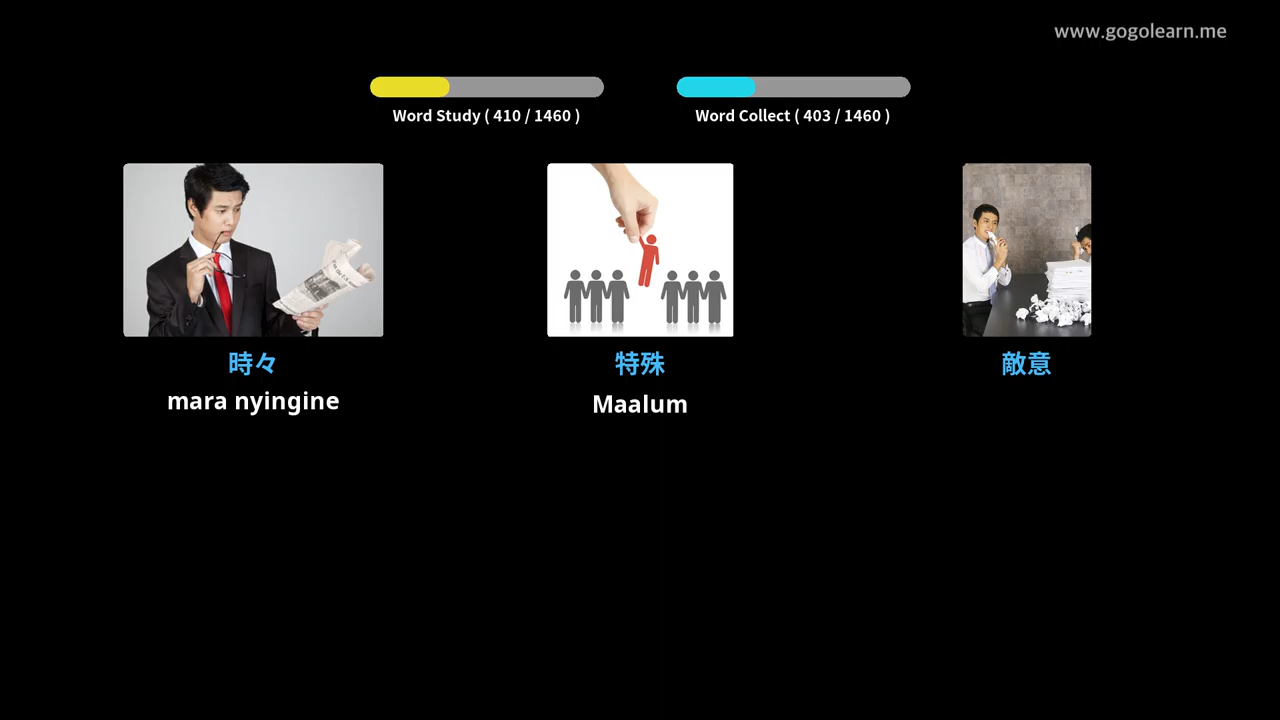 www.gogolearn.me
Word Study ( 410 / 1460 )
Word Collect ( 403 / 1460 )
時々
特殊
敵意
mara nyingine
Maalum